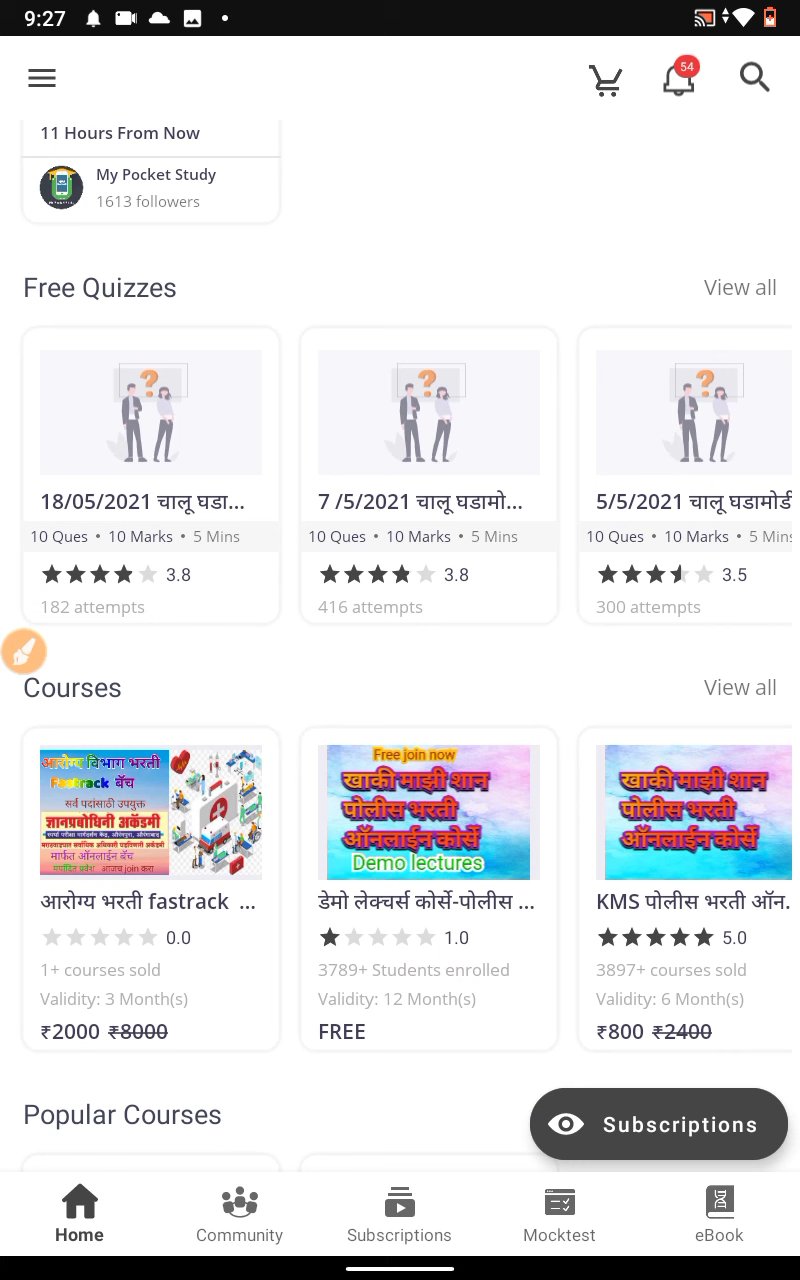 9:27
54
11 Hours From Now
My Pocket Study
1613 followers
Free Quizzes
View all
18/05/2021 चालू घडा...
7 /5/2021 चालू घडामो...
5/5/2021 चालू घडामोडी
10 Ques • 10 Marks • 5 Mins
10 Ques • 10 Marks • 5 Mins
10 Ques • 10 Marks • 5 Mins
3.8
3.8
3.5
182 attempts
416 attempts
300 attempts
Courses
View all
आरोग्य विभाग भरती
Fastrack बॅच
सर्व पदांसाठी उपयुक्त
ज्ञानप्रबोधिनी अकॅडमी
मार्फत ऑनलाईन बॅच
Free join now
खाकी माझी शान
पोलीस भरती
ऑनलाईन कोर्से
Demo lectures
खाकी माझी शान
पोलीस भरती
ऑनलाईन कोर्से
आरोग्य भरती fastrack ...
डेमो लेक्चर्स कोर्से-पोलीस ...
KMS पोलीस भरती ऑन.
0.0
1.0
5.0
1+ courses sold
3789+ Students enrolled
3897+ courses sold
Validity: 3 Month(s)
Validity: 12 Month(s)
Validity: 6 Month(s)
₹2000 ₹8000
FREE
₹800 ₹2400
Popular Courses
Subscriptions
Home
Community
Subscriptions
Mocktest
eBook